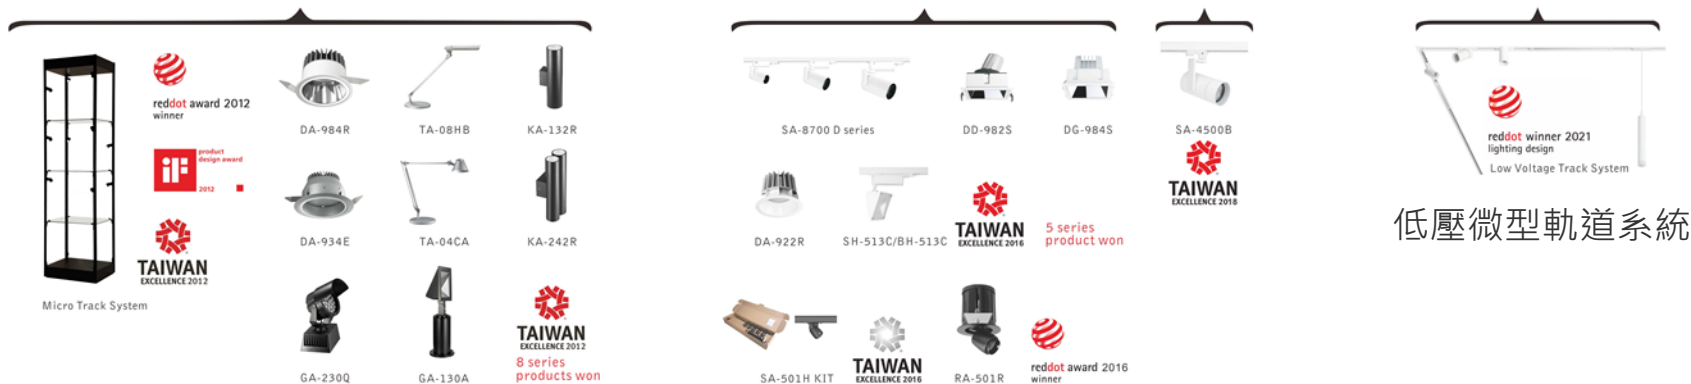 reddot award 2012
winner
product
design award
iF
2012
TAIWAN
EXCELLENCE 2012
Micro Track System
DA-984R
TA-08HB
KA-132R
DA-934E
TA-04CA
KA-242R
GA-230Q
GA-130A
TAIWAN
EXCELLENCE 2012
8 series
products won
SA-8700 D series
DD-982S
DG-984S
DA-922R
SH-513C/BH-513C
TAIWAN
EXCELLENCE 2016
5 series
product won
SA-501H KIT
TAIWAN
EXCELLENCE 2016
RA-501R
reddot award 2016
winner
SA-4500B
TAIWAN
EXCELLENCE 2018
reddot winner 2021
lighting design
Low Voltage Track System
低壓微型軌道系統